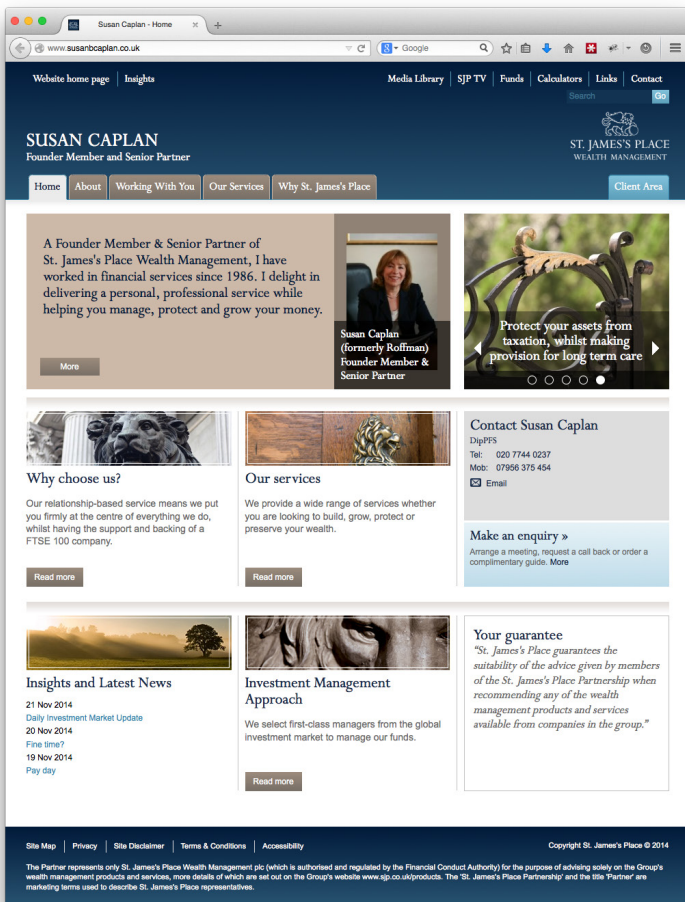 Susan Caplan - Home
www.susanbcaplan.co.uk
Google
Website home page
Insights
Media Library
SJP TV
Funds
Calculators
Links
Contact
Search
Go
SUSAN CAPLAN
Founder Member and Senior Partner
ST. JAMES'S PLACE
WEALTH MANAGEMENT
Home
About
Working With You
Our Services
Why St. James's Place
Client Area
A Founder Member & Senior Partner of
St. James's Place Wealth Management, I have
worked in financial services since 1986. I delight in
delivering a personal, professional service while
helping you manage, protect and grow your money.
More
Susan Caplan
(formerly Roffman)
Founder Member &
Senior Partner
Protect your assets from
taxation, whilst making
provision for long term care
Why choose us?
Our relationship-based service means we put
you firmly at the centre of everything we do,
whilst having the support and backing of a
FTSE 100 company.
Read more
Our services
We provide a wide range of services whether
you are looking to build, grow, protect or
preserve your wealth.
Read more
Contact Susan Caplan
DipPFS
Tel: 020 7744 0237
Mob: 07956 375 454
Email
Make an enquiry »
Arrange a meeting, request a call back or order a
complimentary guide. More
Insights and Latest News
21 Nov 2014
Daily Investment Market Update
20 Nov 2014
Fine time?
19 Nov 2014
Pay day
Investment Management
Approach
We select first-class managers from the global
investment market to manage our funds.
Read more
Your guarantee
"St. James's Place guarantees the
suitability of the advice given by members
of the St. James's Place Partnership when
recommending any of the wealth
management products and services
available from companies in the group."
Site Map
Privacy
Site Disclaimer
Terms & Conditions
Accessibility
Copyright St. James's Place © 2014
The Partner represents only St. James's Place Wealth Management plc (which is authorised and regulated by the Financial Conduct Authority) for the purpose of advising solely on the Group's
wealth management products and services, more details of which are set out on the Group's website www.sjp.co.uk/products. The 'St. James's Place Partnership' and the title 'Partner' are
marketing terms used to describe St. James's Place representatives.